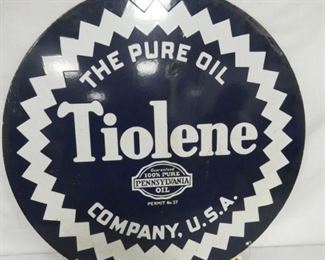 THE PURE OIL
Tiolene
Guaranteed
100% PURE
PENNSYLVANIA
OIL
PERMIT No. 27
COMPANY, U.S.A.